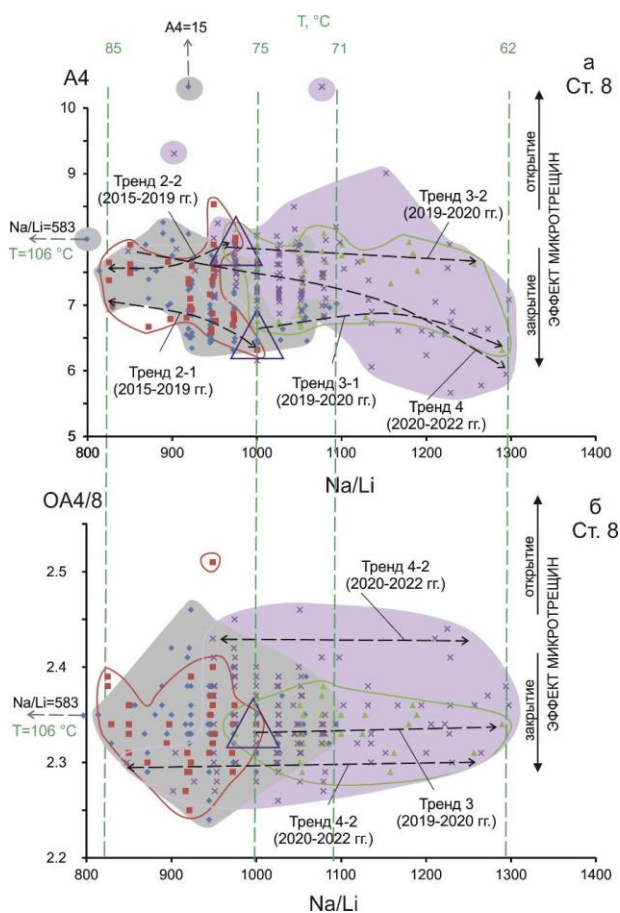 A4=15
T, °C
85
75
71
62
а
Ст. 8
A4
10
9
8
7
6
5
Тренд 2-2
(2015-2019 гг.)
Тренд 3-2
(2019-2020 гг.)
Na/Li=583
T=106 °C
Тренд 2-1
(2015-2019 гг.)
Тренд 3-1
(2019-2020 гг.)
Тренд 4
(2020-2022 гг.)
открытие
закрытие
ЭФФЕКТ МИКРОТРЕЩИН
800
900
1000
1100
1200
1300
1400
Na/Li
OA4/8
б
Ст. 8
2.5
2.4
2.3
2.2
Тренд 4-2
(2020-2022 гг.)
Na/Li=583
T=106 °C
Тренд 4-2
(2020-2022 гг.)
Тренд 3
(2019-2020 гг.)
открытие
закрытие
ЭФФЕКТ МИКРОТРЕЩИН
800
900
1000
1100
1200
1300
1400
Na/Li